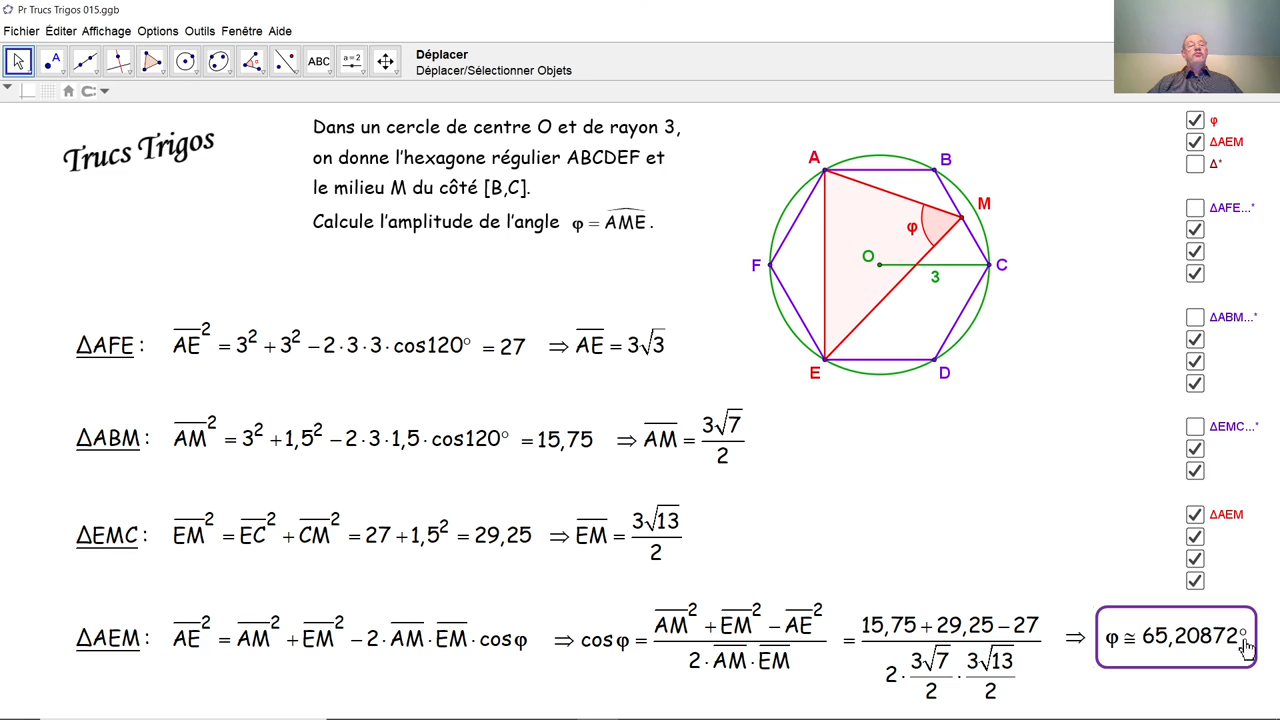 Pr Trucs Trigos 015.ggb
Fichier Éditer Affichage Options Outils Fenêtre Aide
A
ABC
a=2
Déplacer
Déplacer/Sélectionner Objets
Trucs Trigos
Dans un cercle de centre O et de rayon 3,
on donne l'hexagone régulier ABCDEF et
le milieu M du côté [B,C].
Calcule l'amplitude de l'angle φ = AME.
A
B
M
φ
O
F
C
3
E
D
φ
ΔAEM
Δ*
ΔAFE...*
ΔABM...*
ΔEMC...*
ΔAEM
ΔAFE : AE² = 3² + 3² − 2·3·3·cos120° = 27 ⇒ AE = 3√3
ΔABM : AM² = 3² + 1,5² − 2·3·1,5·cos120° = 15,75 ⇒ AM = 3√7 / 2
ΔEMC : EM² = EC² + CM² = 27 + 1,5² = 29,25 ⇒ EM = 3√13 / 2
ΔAEM : AE² = AM² + EM² − 2·AM·EM·cosφ ⇒ cosφ = (AM² + EM² − AE²) / (2·AM·EM) = (15,75 + 29,25 − 27) / (2·3√7/2·3√13/2) ⇒ φ ≅ 65,20872°